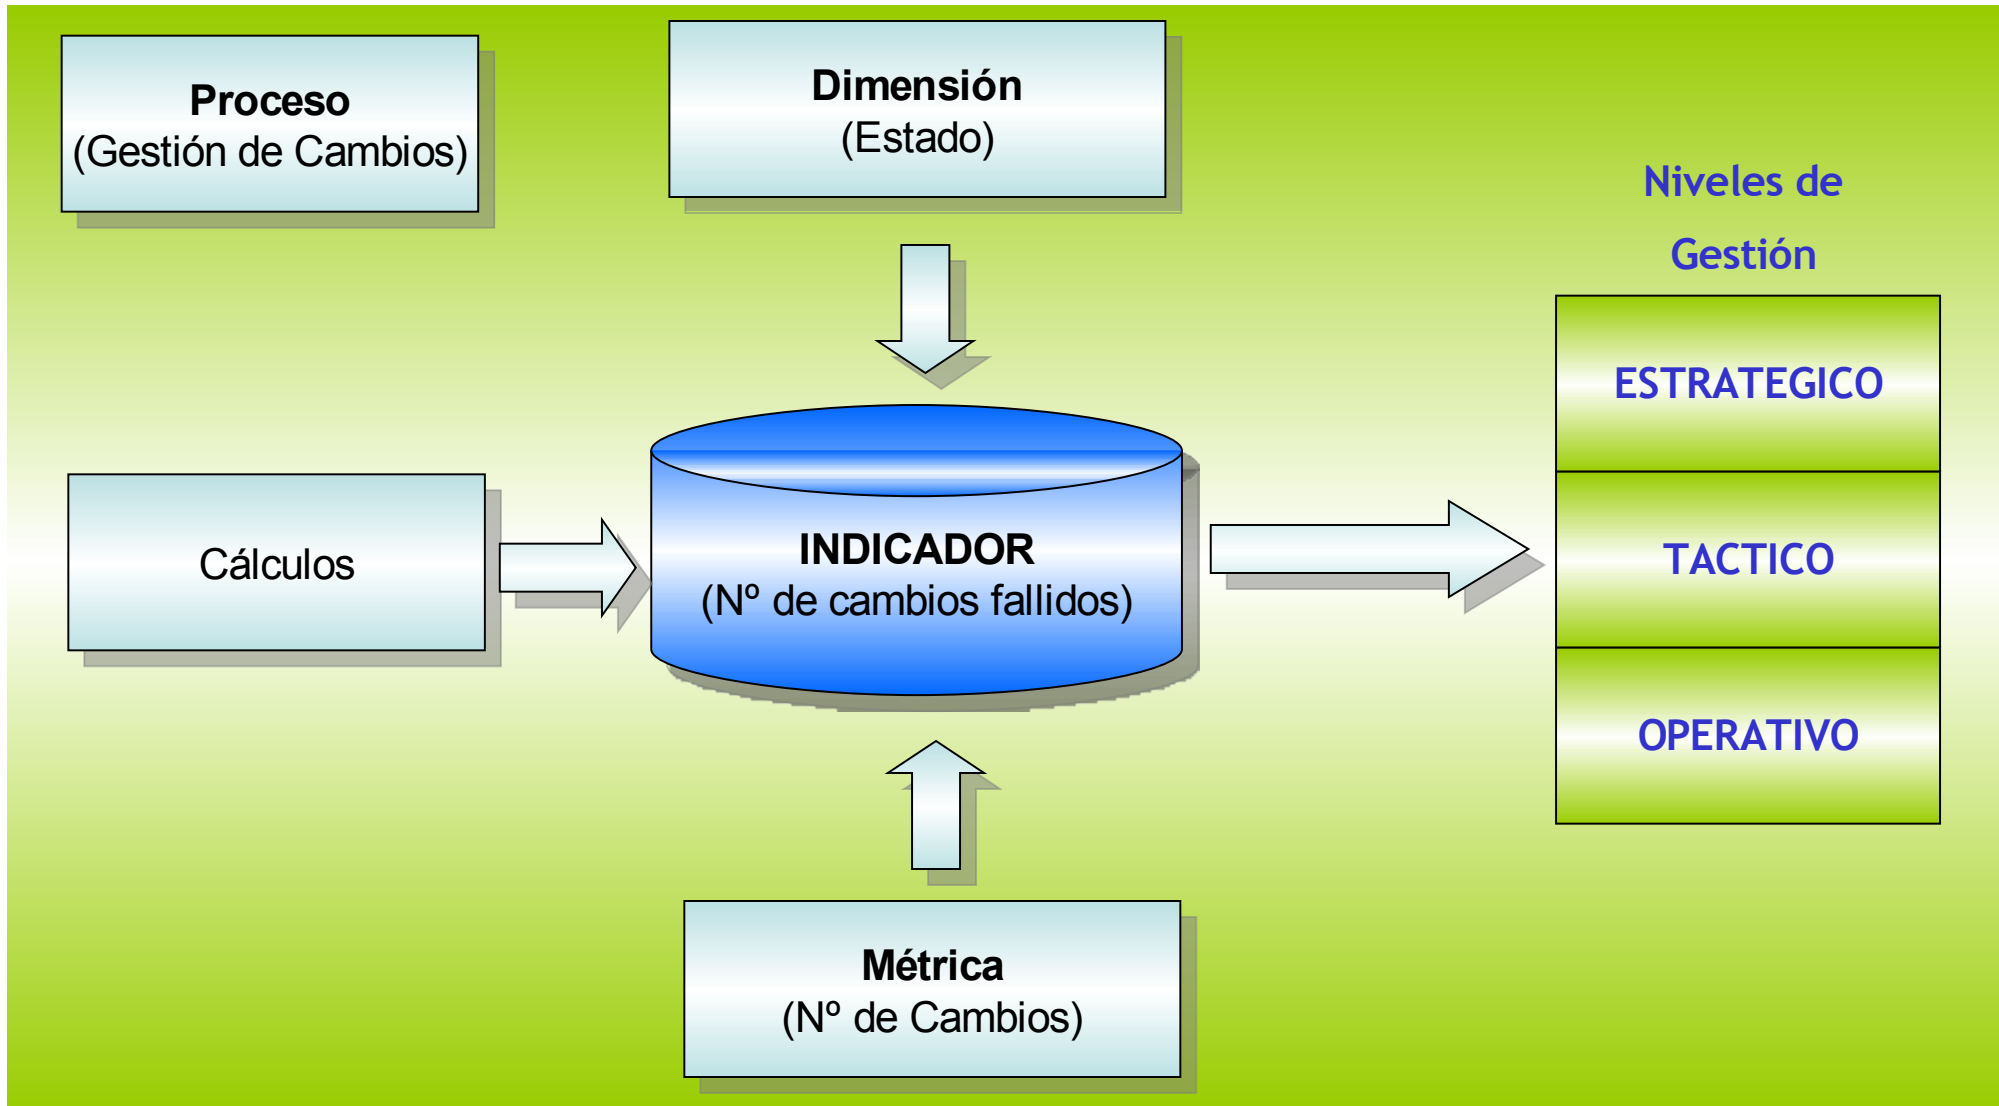 Proceso
(Gestión de Cambios)
Dimensión
(Estado)
Niveles de
Gestión
ESTRATEGICO
TACTICO
OPERATIVO
Cálculos
INDICADOR
(Nº de cambios fallidos)
Métrica
(Nº de Cambios)